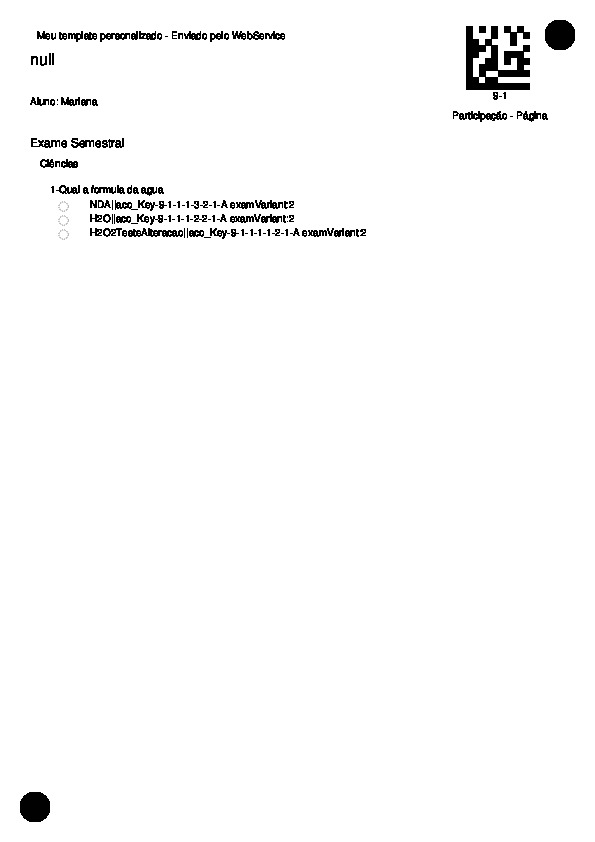 Meu template personalizado - Enviado pelo WebService
null
9-1
Aluno: Mariana
Participação - Página
Exame Semestral
Ciências
1-Qual a formula da agua
NDA||aco_Key-9-1-1-1-3-2-1-A examVariant:2
H2O||aco_Key-9-1-1-1-2-2-1-A examVariant:2
H2O2TesteAlteracao||aco_Key-9-1-1-1-1-2-1-A examVariant:2